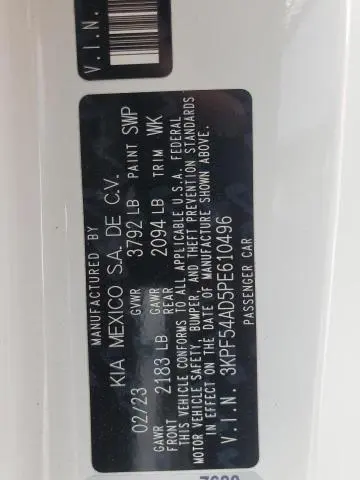 V.I.N.
MANUFACTURED BY
KIA MEXICO S.A. DE C.V.
02/23 GVWR 3792 LB PAINT SWP
GAWR FRONT 2183 LB GAWR REAR 2094 LB TRIM WK
THIS VEHICLE CONFORMS TO ALL APPLICABLE U.S.A. FEDERAL
MOTOR VEHICLE SAFETY, BUMPER, AND THEFT PREVENTION STANDARDS
IN EFFECT ON THE DATE OF MANUFACTURE SHOWN ABOVE.
V.I.N. 3KPF54AD5PE610496
PASSENGER CAR